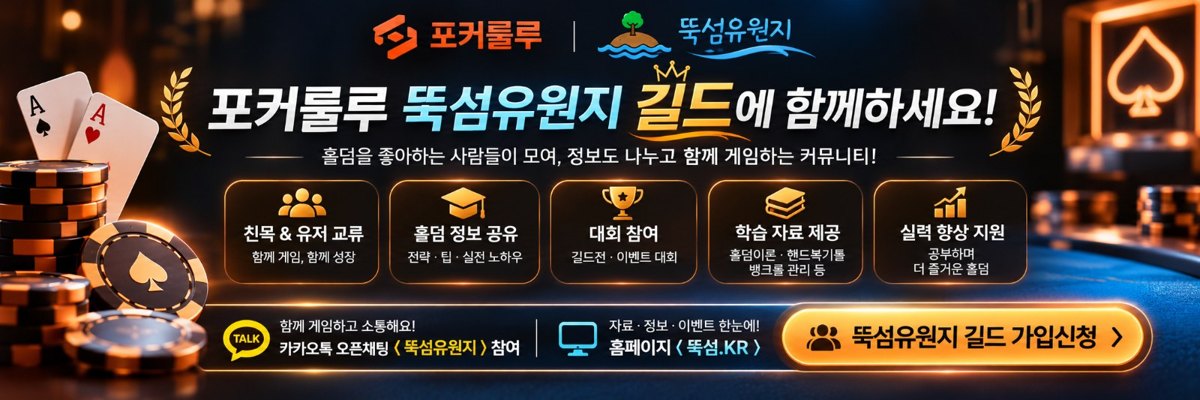 포커룰루
뚝섬유원지
포커룰루 뚝섬유원지 길드에 함께하세요!
홀덤을 좋아하는 사람들이 모여, 정보도 나누고 함께 게임하는 커뮤니티!
A
A
친목 & 유저 교류
함께 게임, 함께 성장
홀덤 정보 공유
전략 · 팁 · 실전 노하우
대회 참여
길드전 · 이벤트 대회
학습 자료 제공
홀덤이론 · 핸드복기툴
뱅크롤 관리 등
실력 향상 지원
공부하며
더 즐거운 홀덤
TALK
함께 게임하고 소통해요!
카카오톡 오픈채팅 〈 뚝섬유원지 〉 참여
자료 · 정보 · 이벤트 한눈에!
홈페이지 〈 뚝섬.KR 〉
뚝섬유원지 길드 가입신청 〉